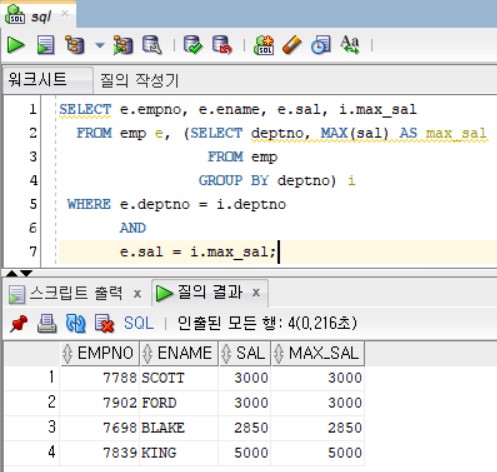 sql
워크시트 질의 작성기
1 SELECT e.empno, e.ename, e.sal, i.max_sal
2 FROM emp e, (SELECT deptno, MAX(sal) AS max_sal
3 FROM emp
4 GROUP BY deptno) i
5 WHERE e.deptno = i.deptno
6 AND
7 e.sal = i.max_sal;
스크립트 출력 x 질의 결과 x
SQL | 인출된 모든 행: 4(0,216초)
EMPNO ENAME SAL MAX_SAL
1 7788 SCOTT 3000 3000
2 7902 FORD 3000 3000
3 7698 BLAKE 2850 2850
4 7839 KING 5000 5000